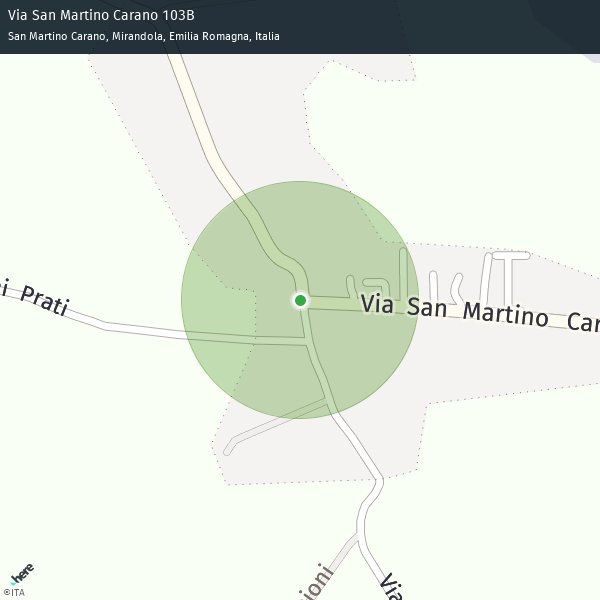 Via San Martino Carano 103B
San Martino Carano, Mirandola, Emilia Romagna, Italia
i Prati
Via San Martino Car
ioni
Via
here
©ITA